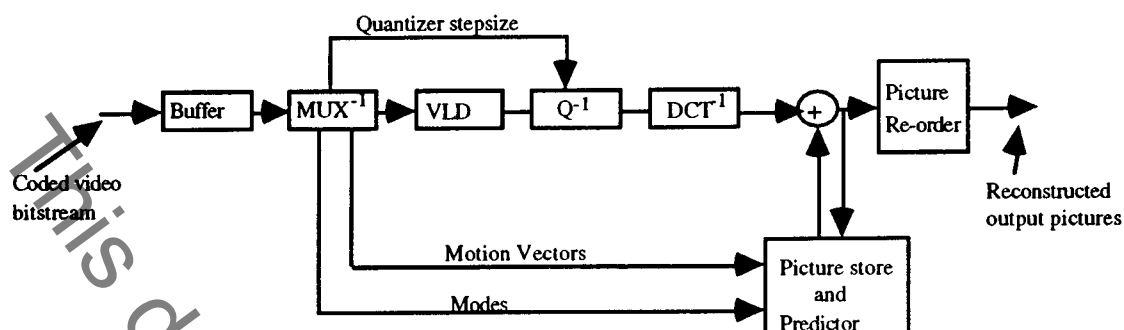 Quantizer stepsize
Buffer
MUX-1
VLD
Q-1
DCT-1
+
Picture
Re-order
Coded video
bitstream
Reconstructed
output pictures
Motion Vectors
Modes
Picture store
and
Predictor
This d